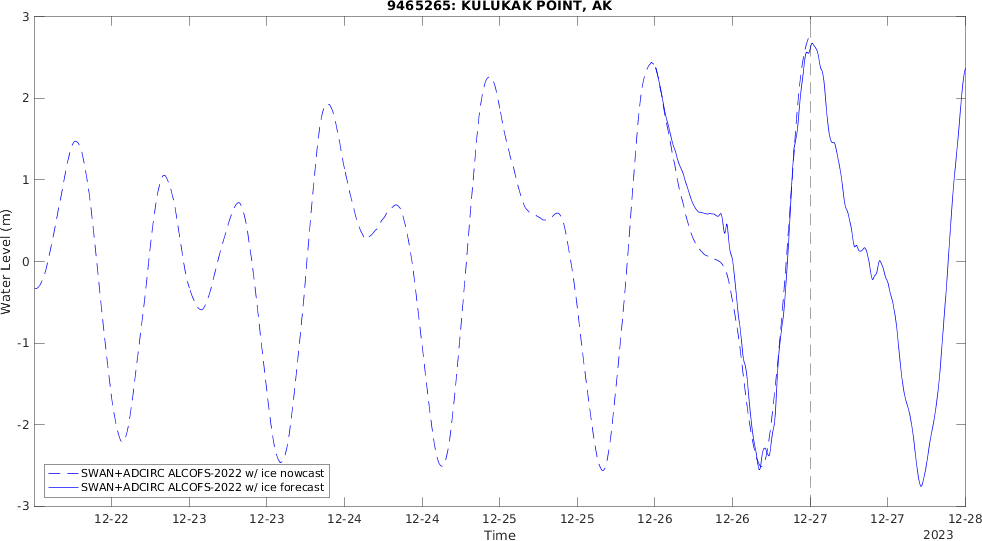 9465265: KULUKAK POINT, AK
3
2
1
0
-1
-2
-3
Water Level (m)
SWAN+ADCIRC ALCOFS-2022 w/ ice nowcast
SWAN+ADCIRC ALCOFS-2022 w/ ice forecast
12-22 12-23 12-23 12-24 12-24 12-25 12-25 12-26 12-26 12-27 12-27 12-28
Time
2023